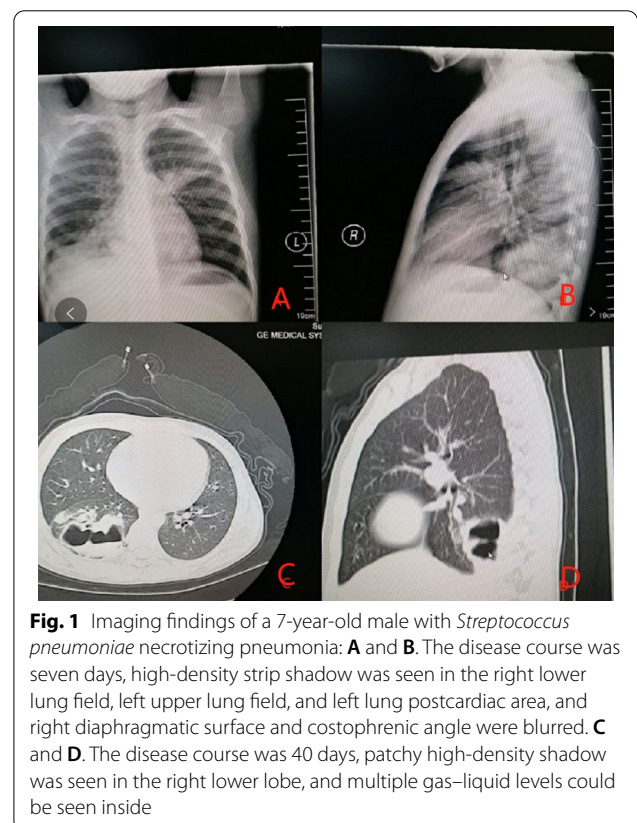 L
R
A
B
19cm
19cm
Su
GE MEDICAL SYS
C
D
Fig. 1 Imaging findings of a 7-year-old male with Streptococcus
pneumoniae necrotizing pneumonia: A and B. The disease course was
seven days, high-density strip shadow was seen in the right lower
lung field, left upper lung field, and left lung postcardiac area, and
right diaphragmatic surface and costophrenic angle were blurred. C
and D. The disease course was 40 days, patchy high-density shadow
was seen in the right lower lobe, and multiple gas–liquid levels could
be seen inside